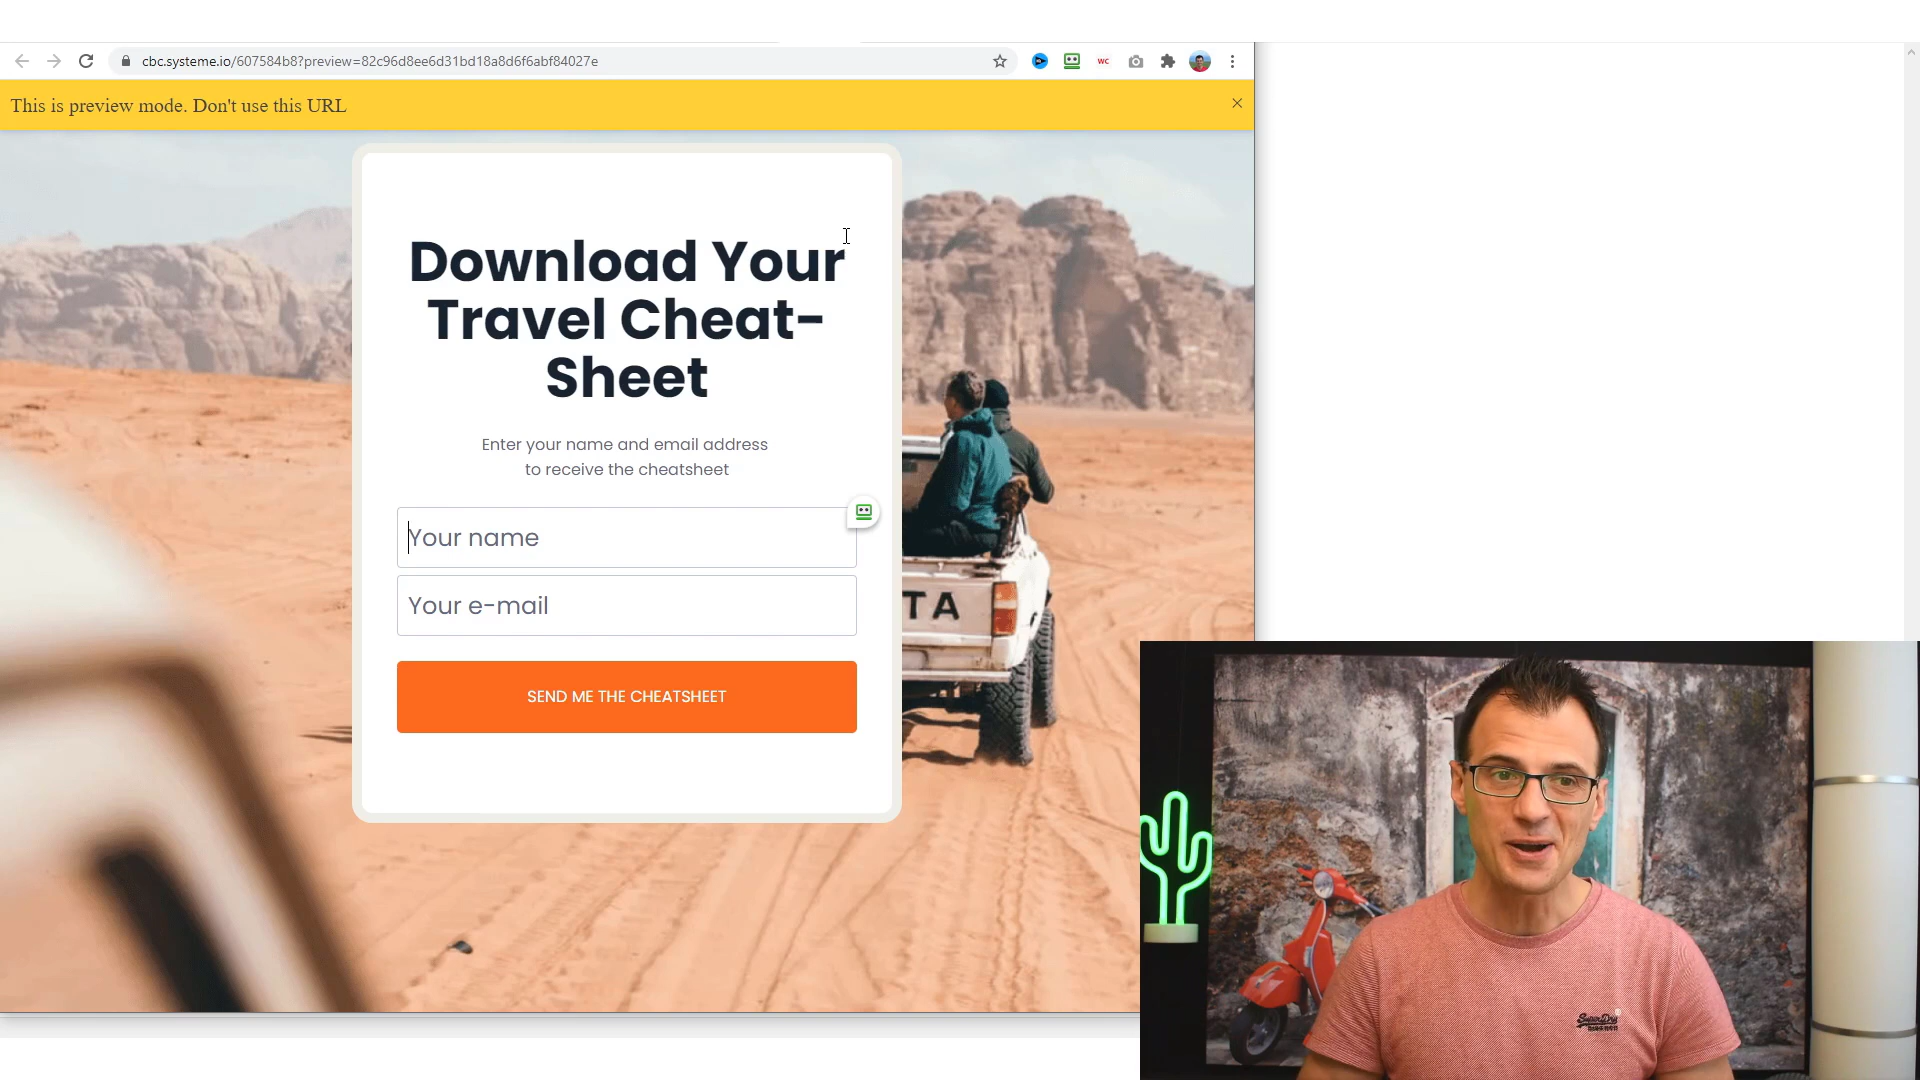 cbc.systeme.io/607584b8?preview=82c96d8ee6d31bd18a8d6f6abf84027e
WC
This is preview mode. Don't use this URL
Download Your
Travel Cheat-
Sheet
Enter your name and email address
to receive the cheatsheet
Your name
Your e-mail
TA
SEND ME THE CHEATSHEET
SuperDry